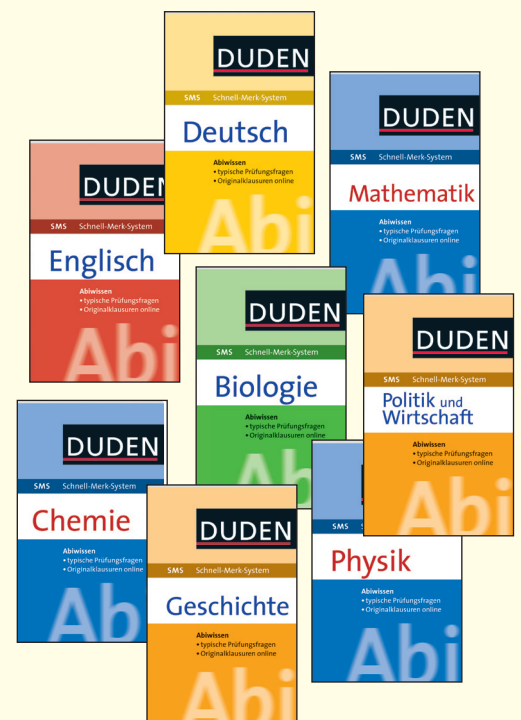 DUDEN
SMS Schnell-Merk-System
Deutsch
Abiwissen
• typische Prüfungsfragen
• Originalklausuren online
Abi
DUDEN
SMS Schnell-Merk-System
Mathematik
Abiwissen
• typische Prüfungsfragen
• Originalklausuren online
Abi
DUDEN
SMS Schnell-Merk-System
Englisch
Abiwissen
• typische Prüfungsfragen
• Originalklausuren online
Abi
DUDEN
SMS Schnell-Merk-System
Biologie
Abiwissen
• typische Prüfungsfragen
• Originalklausuren online
Ab
DUDEN
SMS Schnell-Merk-System
Politik und
Wirtschaft
Abiwissen
• typische Prüfungsfragen
• Originalklausuren online
Abi
DUDEN
SMS Schnell-Merk-System
Chemie
Abiwissen
• typische Prüfungsfragen
• Originalklausuren online
Ab
DUDEN
SMS Schnell-Merk-System
Geschichte
Abiwissen
• typische Prüfungsfragen
• Originalklausuren online
Abi
SMS
Physik
Abiwissen
• typische Prüfungsfragen
• Originalklausuren online
Abi